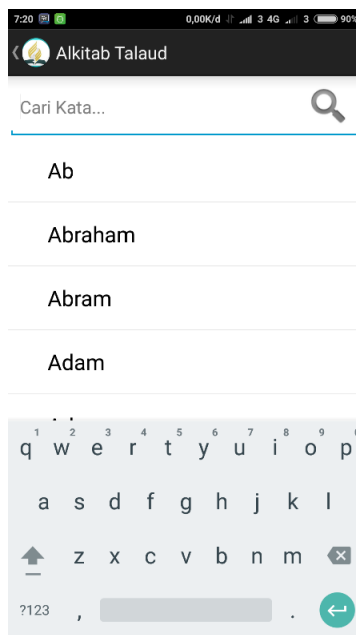 7:20 0,00K/d 3 4G 3 90%
Alkitab Talaud
Cari Kata...
Ab
Abraham
Abram
Adam
1 2 3 4 5 6 7 8 9
q w e r t y u i o p
a s d f g h j k l
z x c v b n m
?123 , .